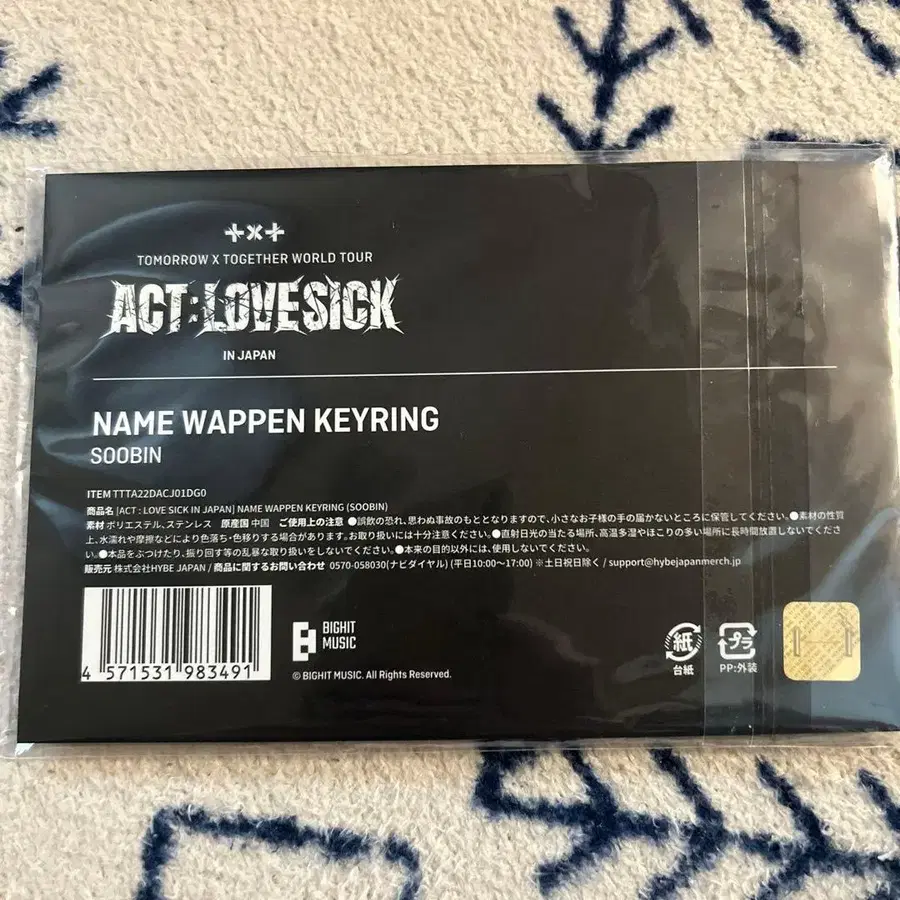 TOMORROW X TOGETHER WORLD TOUR
ACT:LOVESICK
IN JAPAN
NAME WAPPEN KEYRING
SOOBIN
ITEM TTTA22DACJ01DG0
商品名 [ACT : LOVE SICK IN JAPAN] NAME WAPPEN KEYRING (SOOBIN)
素材 ポリエステル、ステンレス 原産国 中国 ご使用上の注意 ●誤飲の恐れ、思わぬ事故のもととなりますので、小さなお子様の手の届かないところに保管してください。●素材の性質
上、水濡れや摩擦などにより色落ち・色移りする場合があります。お取り扱いには十分注意ください。●直射日光の当たる場所、高温多湿やほこりの多い場所に長時間放置しないでくださ
い。●本品をぶつけたり、振り回す等の乱暴な取り扱いをしないでください。●本来の目的以外には、使用しないでください。
販売元 株式会社HYBE JAPAN / 商品に関するお問い合わせ 0570-058030(ナビダイヤル) (平日10:00～17:00) ※土日祝日除く / support@hybejapanmerch.jp
4 571531 983491
BIGHIT
MUSIC
© BIGHIT MUSIC. All Rights Reserved.
紙
台紙
プラ
PP:外装